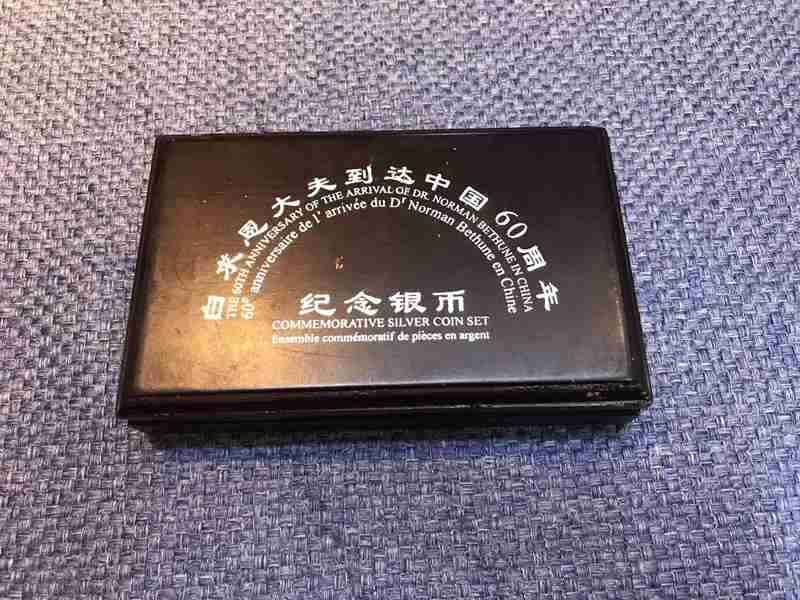 白求恩大夫到达中国60周年
THE 60TH ANNIVERSARY OF THE ARRIVAL OF DR. NORMAN BETHUNE IN CHINA
60e anniversaire de l' arrivée du Dr Norman Bethune en Chine
纪念银币
COMMEMORATIVE SILVER COIN SET
Ensemble commémoratif de pièces en argent